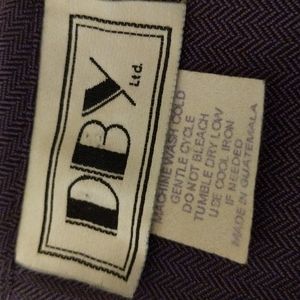 DBY
Ltd.
MACHINE WASH COLD
GENTLE CYCLE
DO NOT BLEACH
TUMBLE DRY LOW
USE COOL IRON
IF NEEDED
MADE IN GUATEMALA